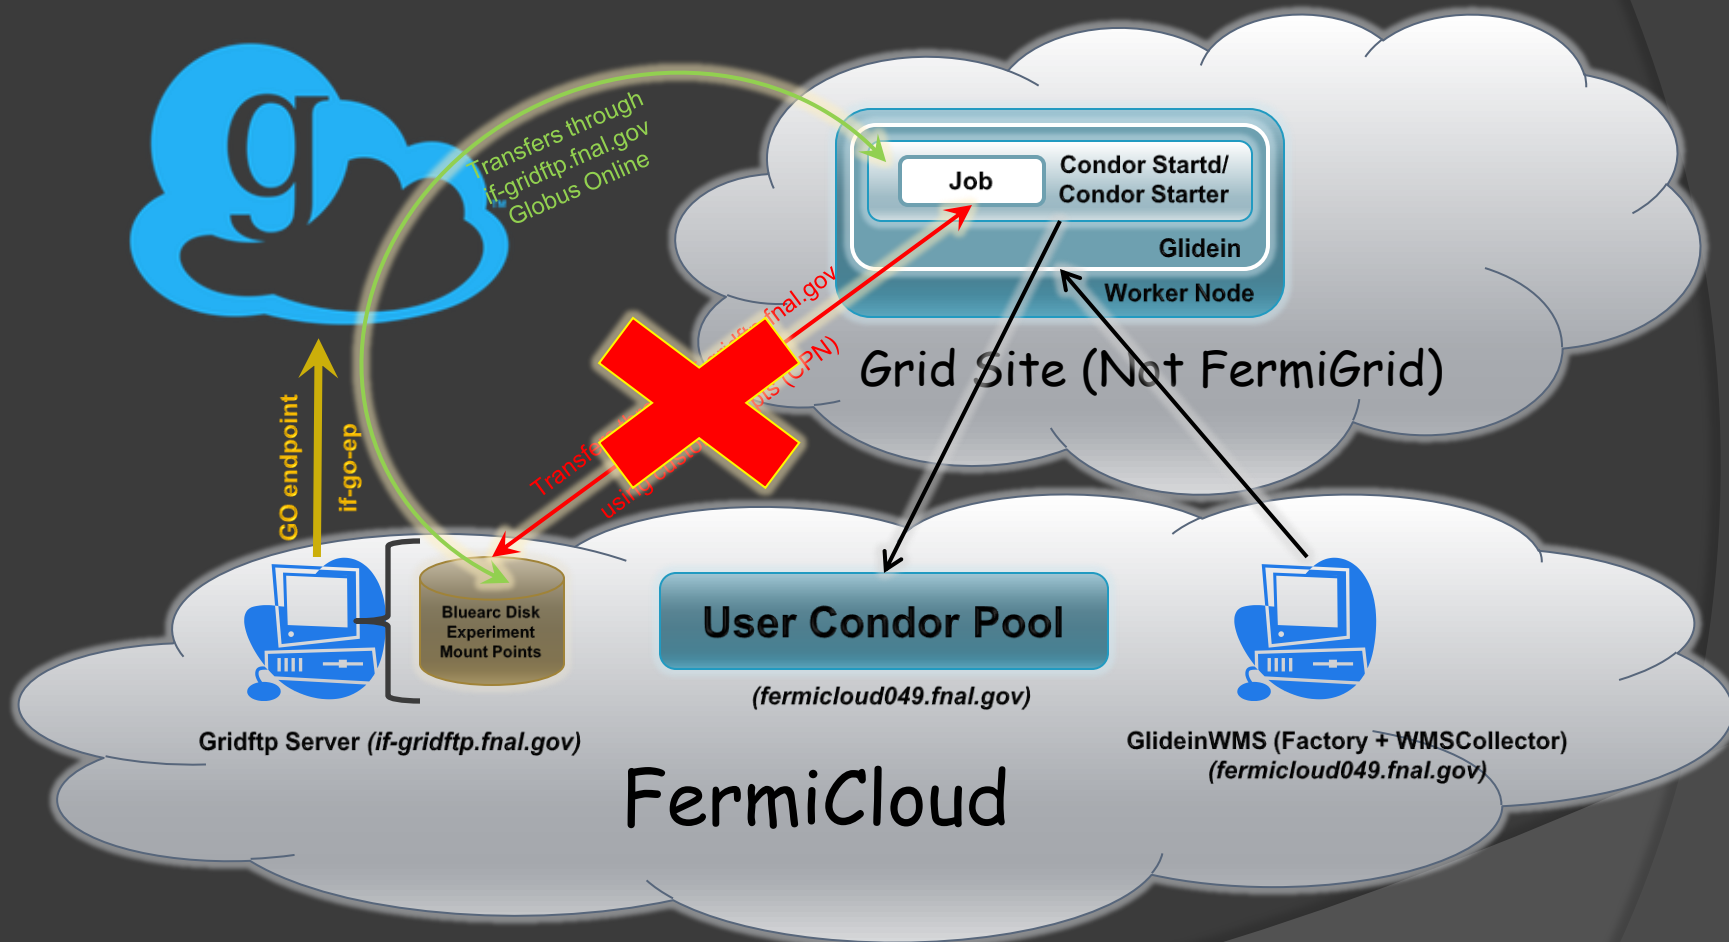 g
TM
Transfers through
if-gridftp.fnal.gov
Globus Online
Job
Condor Startd/
Condor Starter
Glidein
Worker Node
Grid Site (Not FermiGrid)
fnal.gov
using
(CPN)
GO endpoint
if-go-ep
Bluearc Disk
Experiment
Mount Points
User Condor Pool
(fermicloud049.fnal.gov)
Gridftp Server (if-gridftp.fnal.gov)
GlideinWMS (Factory + WMSCollector)
(fermicloud049.fnal.gov)
FermiCloud